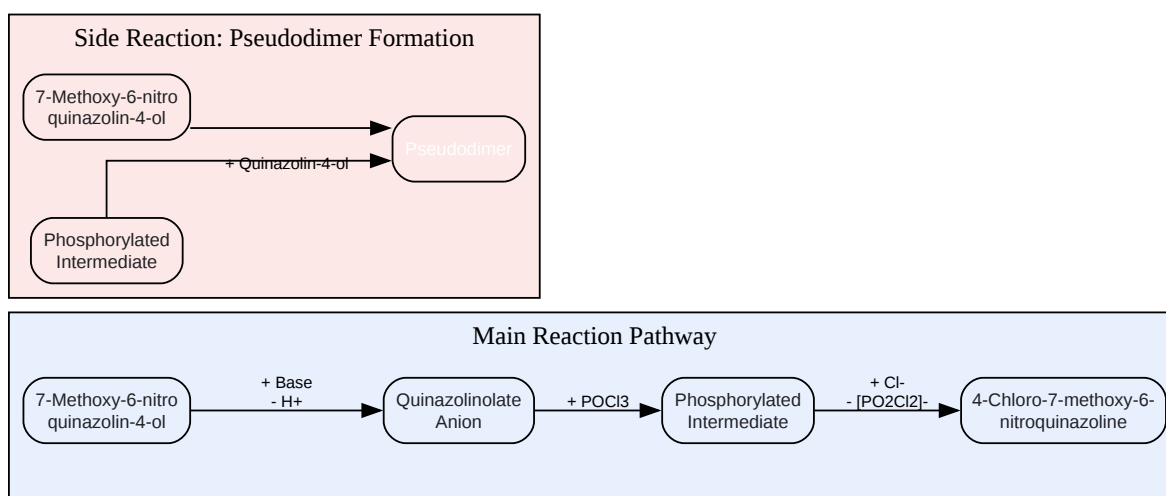 Side Reaction: Pseudodimer Formation
7-Methoxy-6-nitro
quinazolin-4-ol
Pseudodimer
+ Quinazolin-4-ol
Phosphorylated
Intermediate
Main Reaction Pathway
7-Methoxy-6-nitro
quinazolin-4-ol
+ Base
- H+
Quinazolinolate
Anion
+ POCl3
Phosphorylated
Intermediate
+ Cl-
- [PO2Cl2]-
4-Chloro-7-methoxy-6-
nitroquinazoline